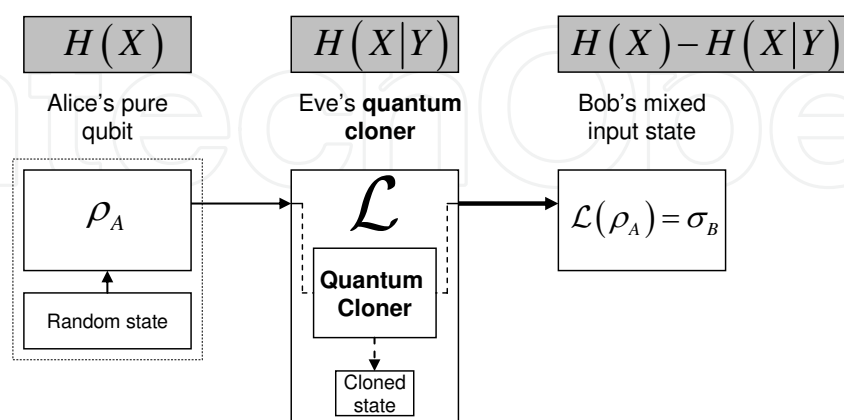 H(X)
H(X|Y)
H(X)−H(X|Y)
Alice's pure
qubit
Eve's quantum
cloner
Bob's mixed
input state
ρ_A
Random state
ℒ
Quantum
Cloner
Cloned
state
ℒ(ρ_A)=σ_B